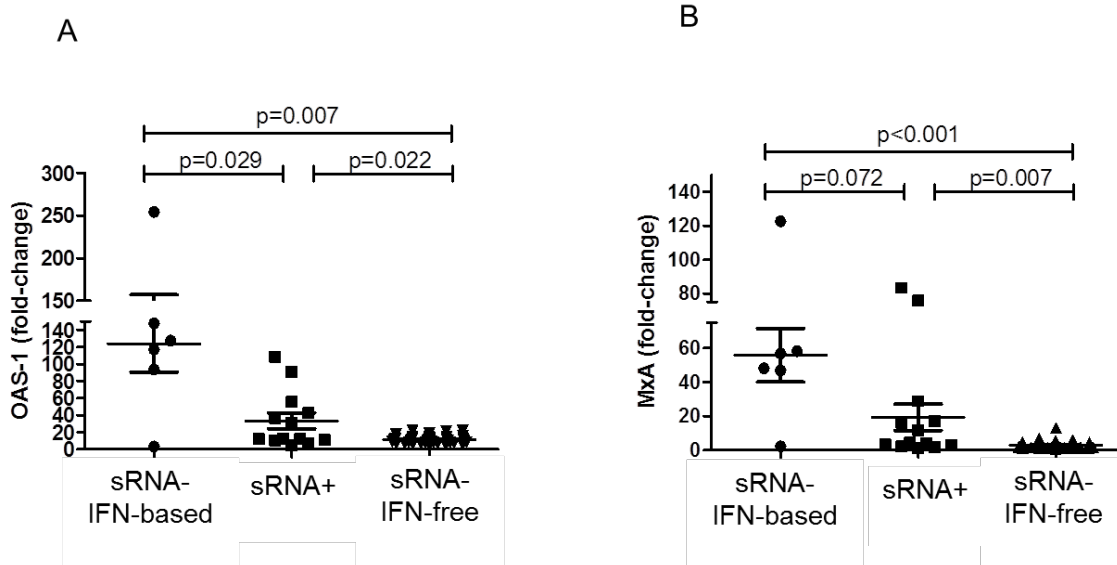 A
p=0.007
p=0.029
p=0.022
OAS-1 (fold-change)
300
250
200
150
100
50
140
120
100
80
60
40
20
0
sRNA-
IFN-based
sRNA+
sRNA-
IFN-free
B
p<0.001
p=0.072
p=0.007
MxA (fold-change)
140
120
100
80
60
40
20
0
sRNA-
IFN-based
sRNA+
sRNA-
IFN-free